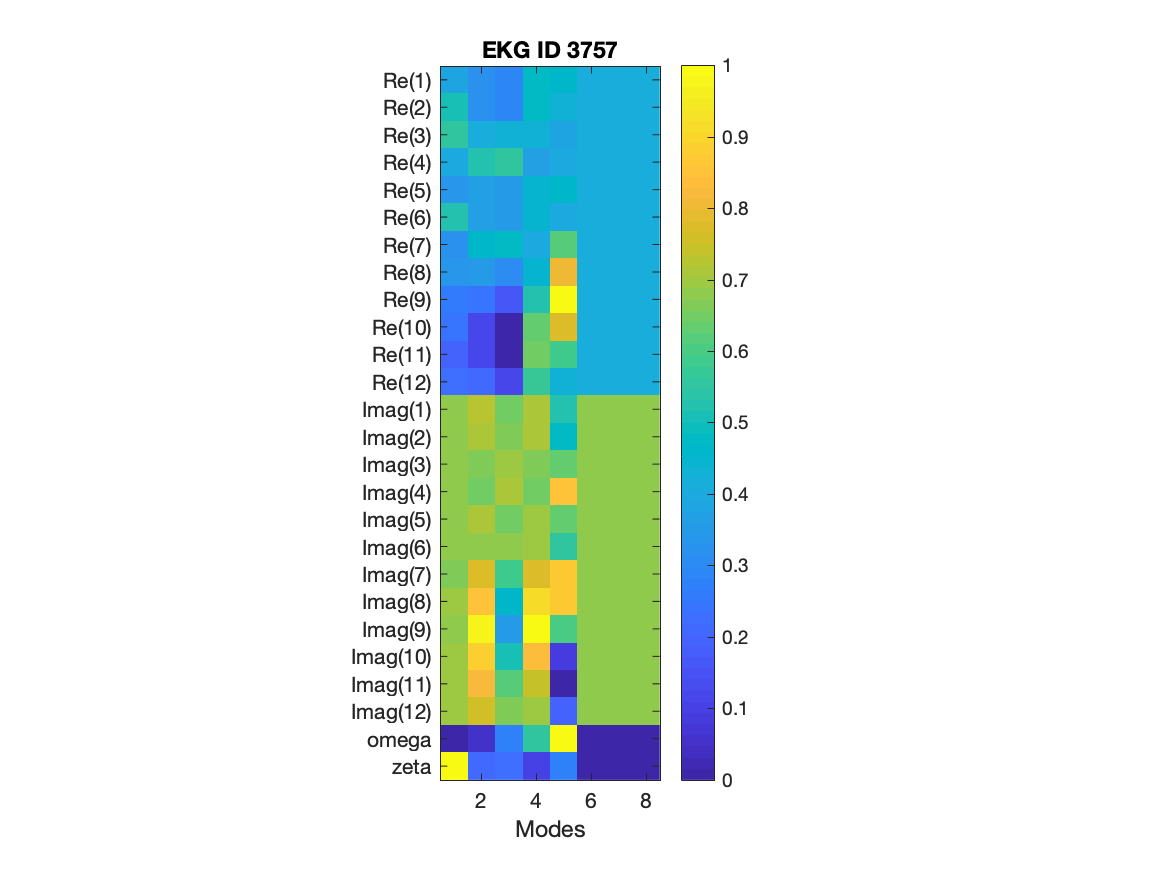 EKG ID 3757
Re(1)
Re(2)
Re(3)
Re(4)
Re(5)
Re(6)
Re(7)
Re(8)
Re(9)
Re(10)
Re(11)
Re(12)
Imag(1)
Imag(2)
Imag(3)
Imag(4)
Imag(5)
Imag(6)
Imag(7)
Imag(8)
Imag(9)
Imag(10)
Imag(11)
Imag(12)
omega
zeta
2 4 6 8
Modes
1
0.9
0.8
0.7
0.6
0.5
0.4
0.3
0.2
0.1
0